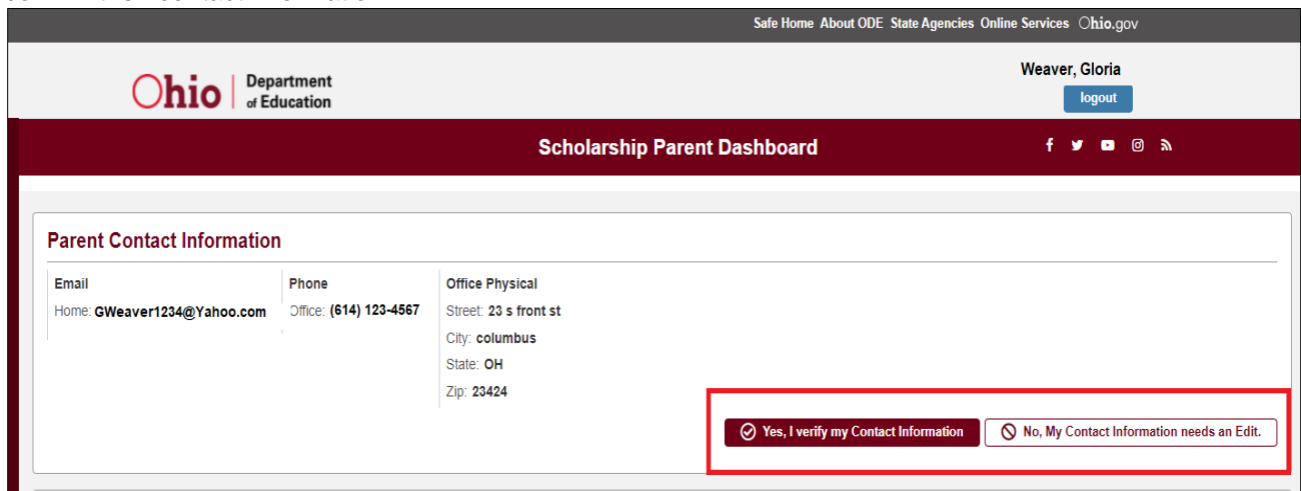 Safe Home About ODE State Agencies Online Services Ohio.gov
Weaver, Gloria
Ohio Department
of Education
logout
Scholarship Parent Dashboard
Parent Contact Information
Email Phone Office Physical
Home: GWeaver1234@Yahoo.com Office: (614) 123-4567 Street: 23 s front st
City: columbus
State: OH
Zip: 23424
Yes, I verify my Contact Information No, My Contact Information needs an Edit.